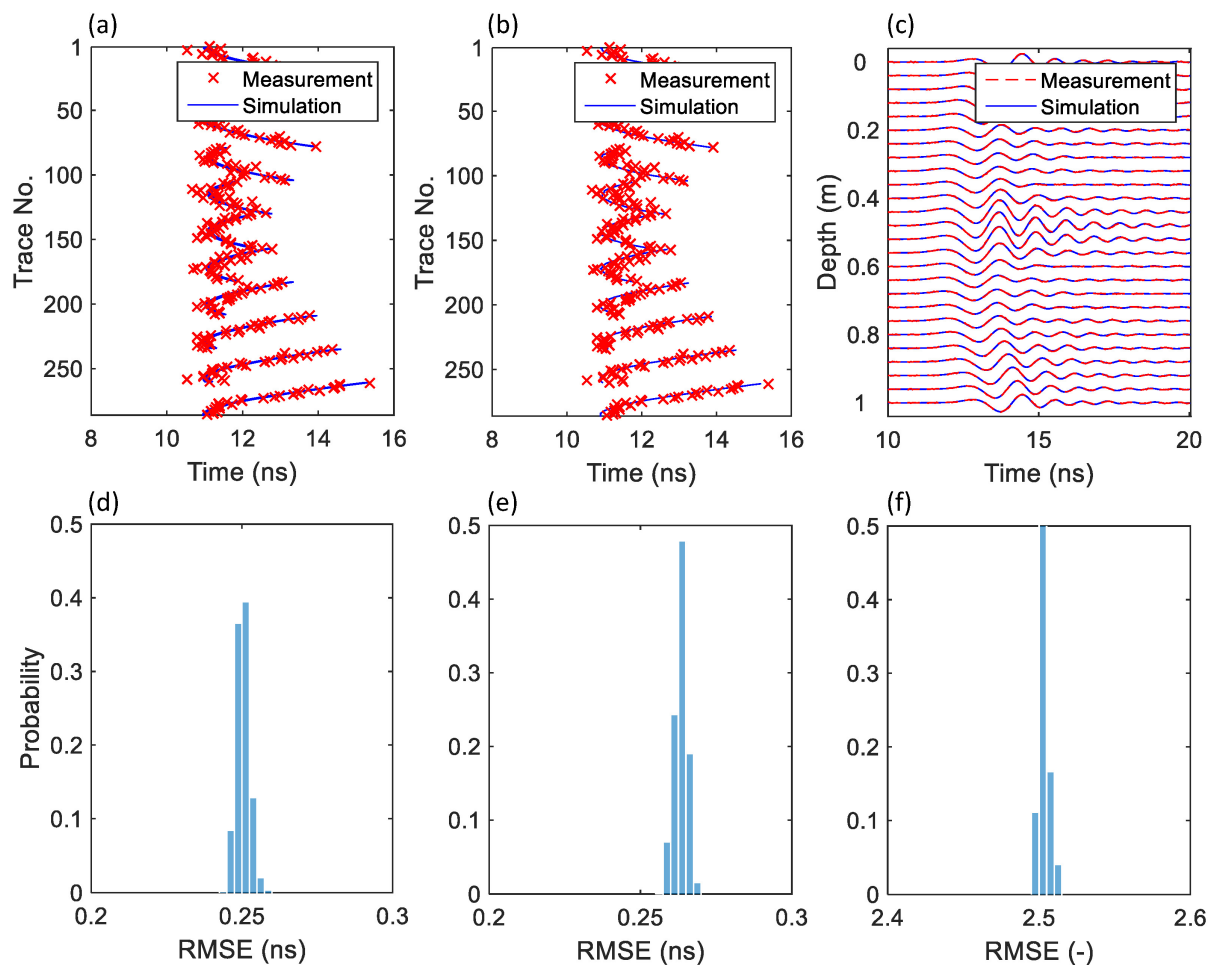 (a)
1
50
100
150
200
250
Trace No.
8
10
12
14
16
Time (ns)
Measurement
Simulation
(b)
1
50
100
150
200
250
Trace No.
8
10
12
14
16
Time (ns)
Measurement
Simulation
(c)
0
0.2
0.4
0.6
0.8
1
Depth (m)
10
15
20
Time (ns)
Measurement
Simulation
(d)
0.5
0.4
0.3
0.2
0.1
0
Probability
0.2
0.25
0.3
RMSE (ns)
(e)
0.5
0.4
0.3
0.2
0.1
0
0.2
0.25
0.3
RMSE (ns)
(f)
0.5
0.4
0.3
0.2
0.1
0
2.4
2.5
2.6
RMSE (-)